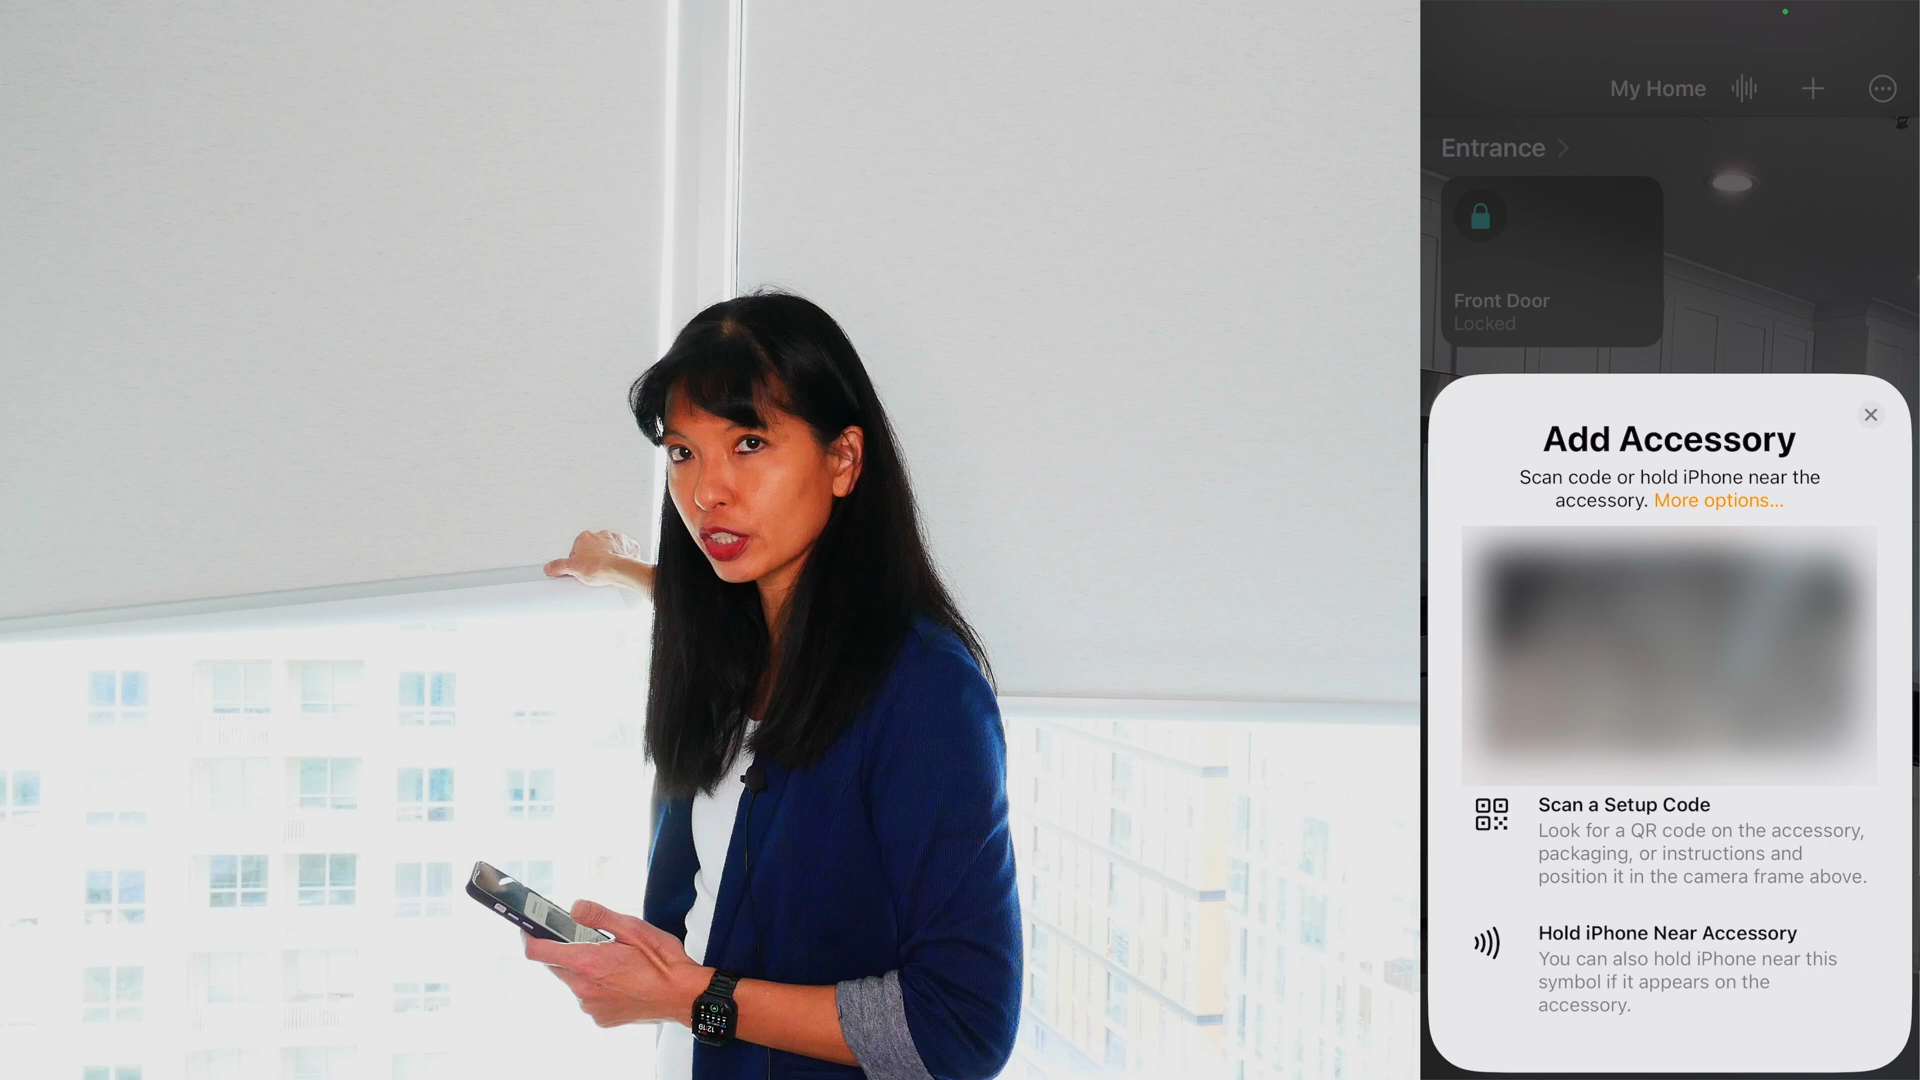 My Home
Entrance
Front Door
Locked
Add Accessory
Scan code or hold iPhone near the
accessory. More options...
Scan a Setup Code
Look for a QR code on the accessory,
packaging, or instructions and
position it in the camera frame above.
Hold iPhone Near Accessory
You can also hold iPhone near this
symbol if it appears on the
accessory.
12:19